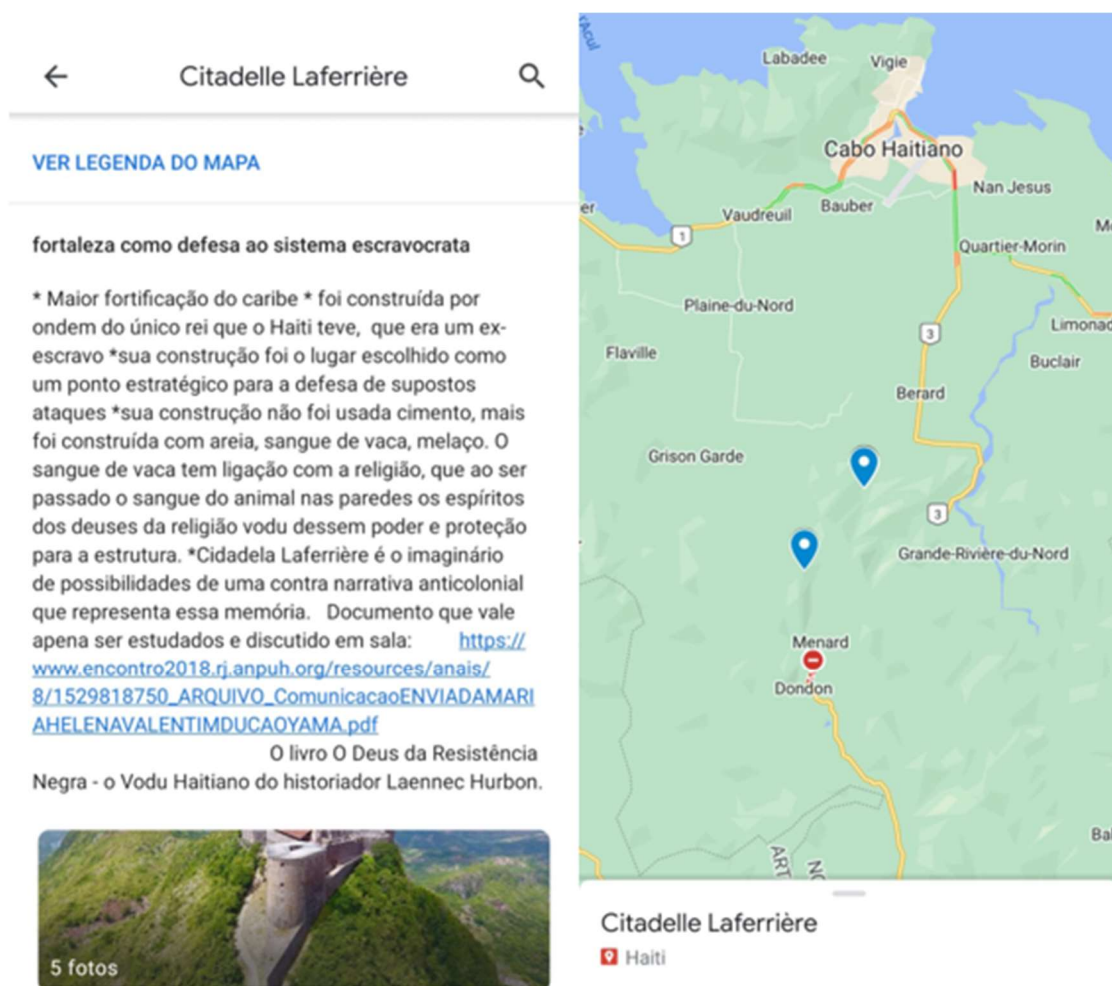 Citadelle Laferrière
VER LEGENDA DO MAPA
fortaleza como defesa ao sistema escravocrata
* Maior fortificação do caribe * foi construída por
ondem do único rei que o Haiti teve, que era um ex-
escravo *sua construção foi o lugar escolhido como
um ponto estratégico para a defesa de supostos
ataques *sua construção não foi usada cimento, mais
foi construída com areia, sangue de vaca, melaço. O
sangue de vaca tem ligação com a religião, que ao ser
passado o sangue do animal nas paredes os espíritos
dos deuses da religião vodu dessem poder e proteção
para a estrutura. *Cidadela Laferrière é o imaginário
de possibilidades de uma contra narrativa anticolonial
que representa essa memória. Documento que vale
apena ser estudados e discutido em sala: https://
www.encontro2018.rj.anpuh.org/resources/anais/
8/1529818750_ARQUIVO_ComunicacaoENVIADAMARI
AHELENAVALENTIMDUCAOYAMA.pdf
O livro O Deus da Resistência
Negra - o Vodu Haitiano do historiador Laennec Hurbon.
5 fotos
Labadee
Vigie
Cabo Haitiano
Nan Jesus
Bauber
Vaudreuil
1
Quartier-Morin
Plaine-du-Nord
Limonad
3
Flaville
Buclair
Berard
Grison Garde
3
Grande-Rivière-du-Nord
Menard
Dondon
ART
Citadelle Laferrière
Haiti